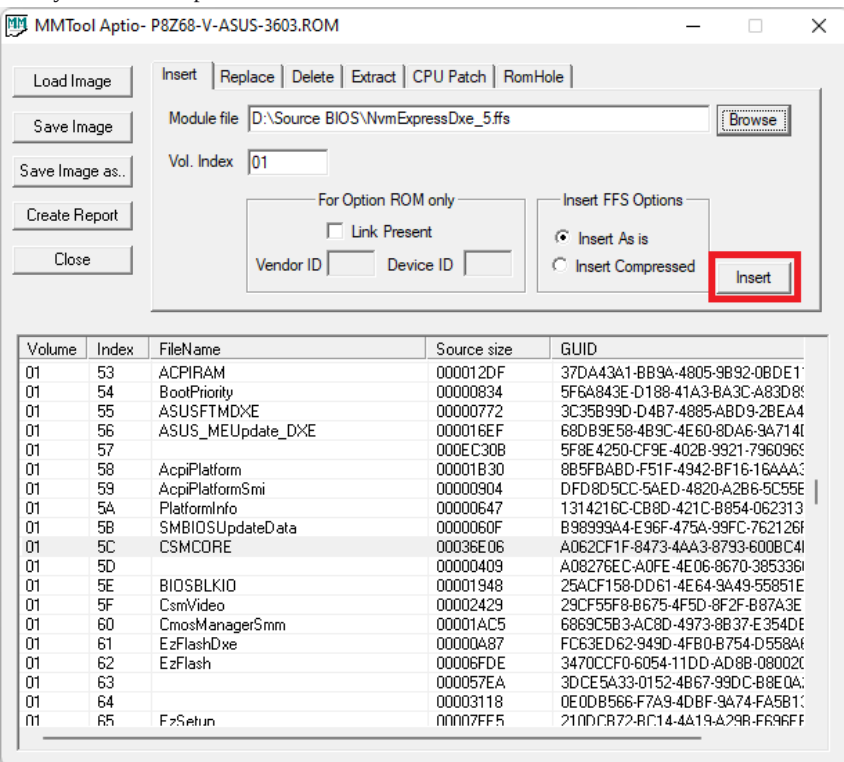 MMTool Aptio- P8Z68-V-ASUS-3603.ROM
Load Image
Save Image
Save Image as..
Create Report
Close
Insert Replace Delete Extract CPU Patch RomHole
Module file D:\Source BIOS\NvmExpressDxe_5.ffs Browse
Vol. Index 01
For Option ROM only
Link Present
Vendor ID Device ID
Insert FFS Options
Insert As is
Insert Compressed
Insert
Volume Index FileName Source size GUID
01 53 ACPIRAM 000012DF 37DA43A1-BB9A-4805-9B92-0BDE1
01 54 BootPriority 00000834 5F6A843E-D188-41A3-BA3C-A83D8
01 55 ASUSFTMDXE 00000772 3C35B99D-D4B7-4885-ABD9-2BEA4
01 56 ASUS_MEUpdate_DXE 000016EF 68DB9E58-4B9C-4E60-8DA6-9A714
01 57 000EC30B 5F8E4250-CF9E-402B-9921-7960969
01 58 AcpiPlatform 00001B30 8B5FBABD-F51F-4942-BF16-16AAA
01 59 AcpiPlatformSmi 00000904 DFD8D5CC-5AED-4820-A2B6-5C55E
01 5A PlatformInfo 00000647 1314216C-CB8D-421C-B854-062313
01 5B SMBIOSUpdateData 0000060F B98999A4-E96F-475A-99FC-762126
01 5C CSMCORE 00036E06 A062CF1F-8473-4AA3-8793-600BC4
01 5D 00000409 A08276EC-A0FE-4E06-8670-385336
01 5E BIOSBLKIO 00001948 25ACF158-DD61-4E64-9A49-55851E
01 5F CsmVideo 00002429 29CF55F8-B675-4F5D-8F2F-B87A3E
01 60 CmosManagerSmm 00001AC5 6869C5B3-AC8D-4973-8B37-E354DE
01 61 EzFlashDxe 00000A87 FC63ED62-949D-4FB0-B754-D558A
01 62 EzFlash 00006FDE 3470CCF0-6054-11DD-AD8B-080020
01 63 000057EA 3DCE5A33-0152-4B67-99DC-B8E0A
01 64 00003118 0E0DB566-F7A9-4DBF-9A74-FA5B1
01 65 EzSetup 00007FE5 210DCB72-BC14-4A19-A29B-F696EF